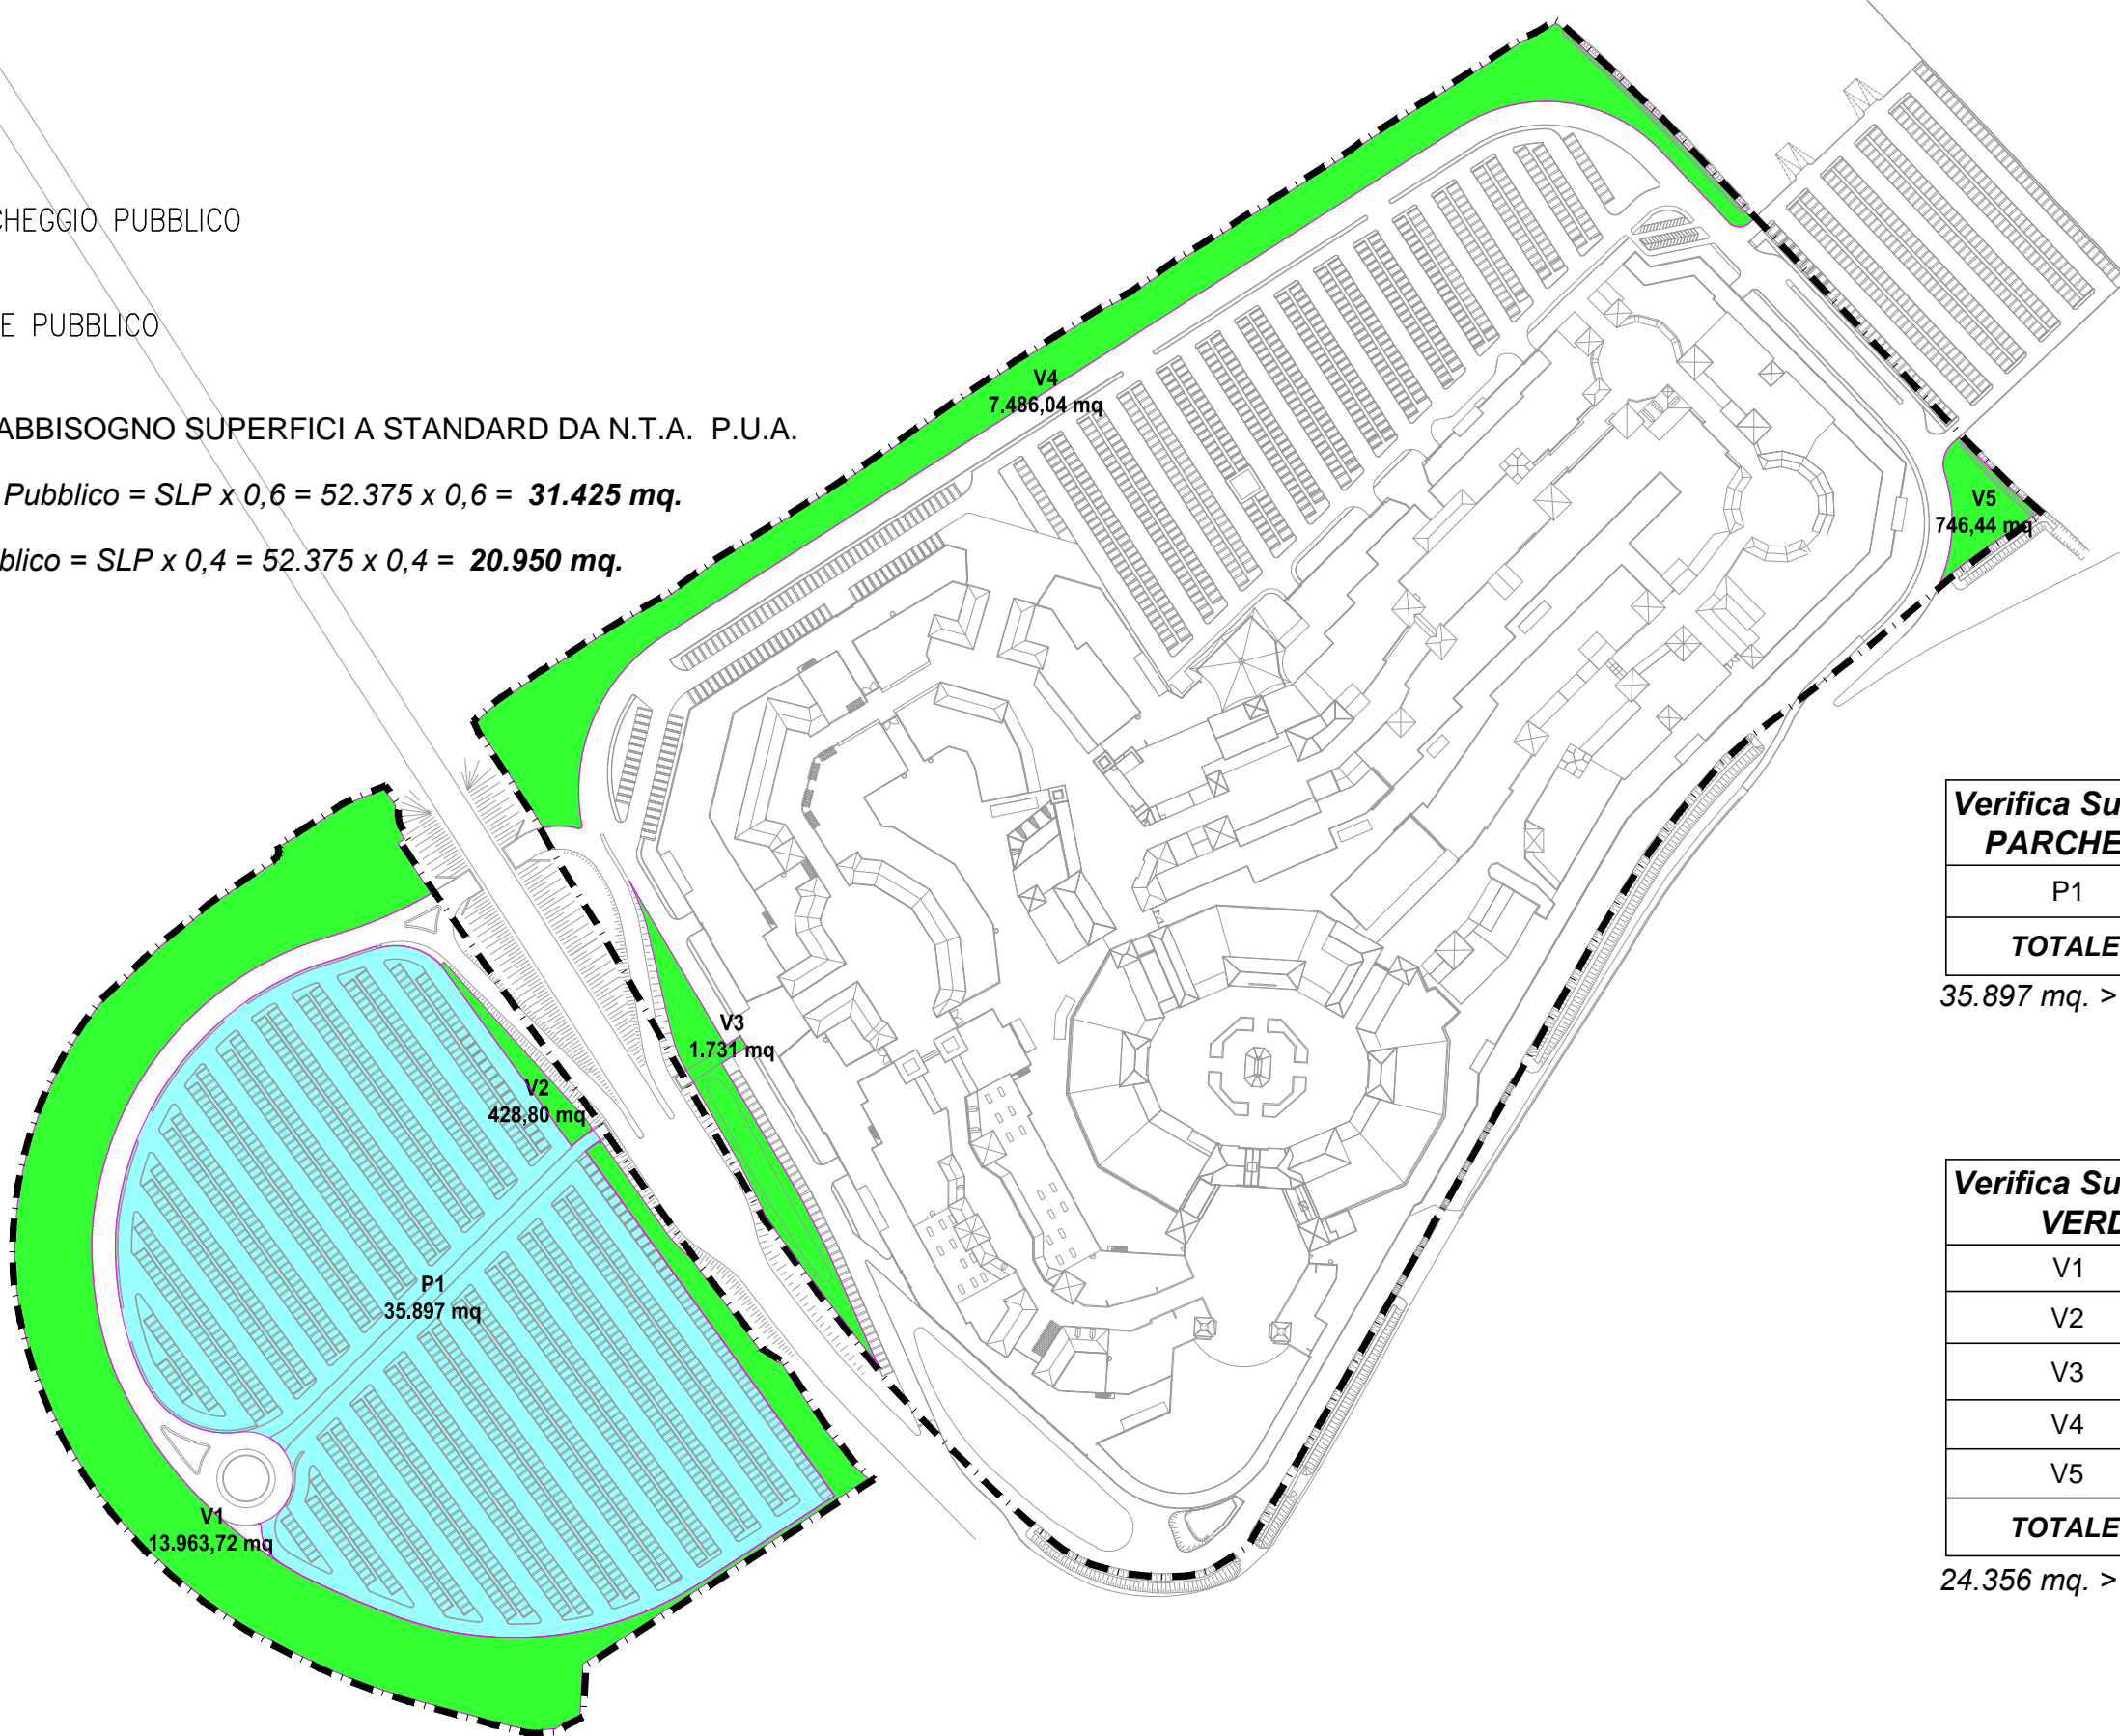 CHEGGIO PUBBLICO
E PUBBLICO
ABBISOGNO SUPERFICI A STANDARD DA N.T.A. P.U.A.
Pubblico = SLP x 0,6 = 52.375 x 0,6 = 31.425 mq.
blico = SLP x 0,4 = 52.375 x 0,4 = 20.950 mq.
V4
7.486,04 mq
V5
746,44 mq
V3
1.731 mq
V2
428,80 mq
P1
35.897 mq
V1
13.963,72 mq
Verifica Su
PARCHE
P1
TOTALE
35.897 mq. >
Verifica Su
VERD
V1
V2
V3
V4
V5
TOTALE
24.356 mq. >